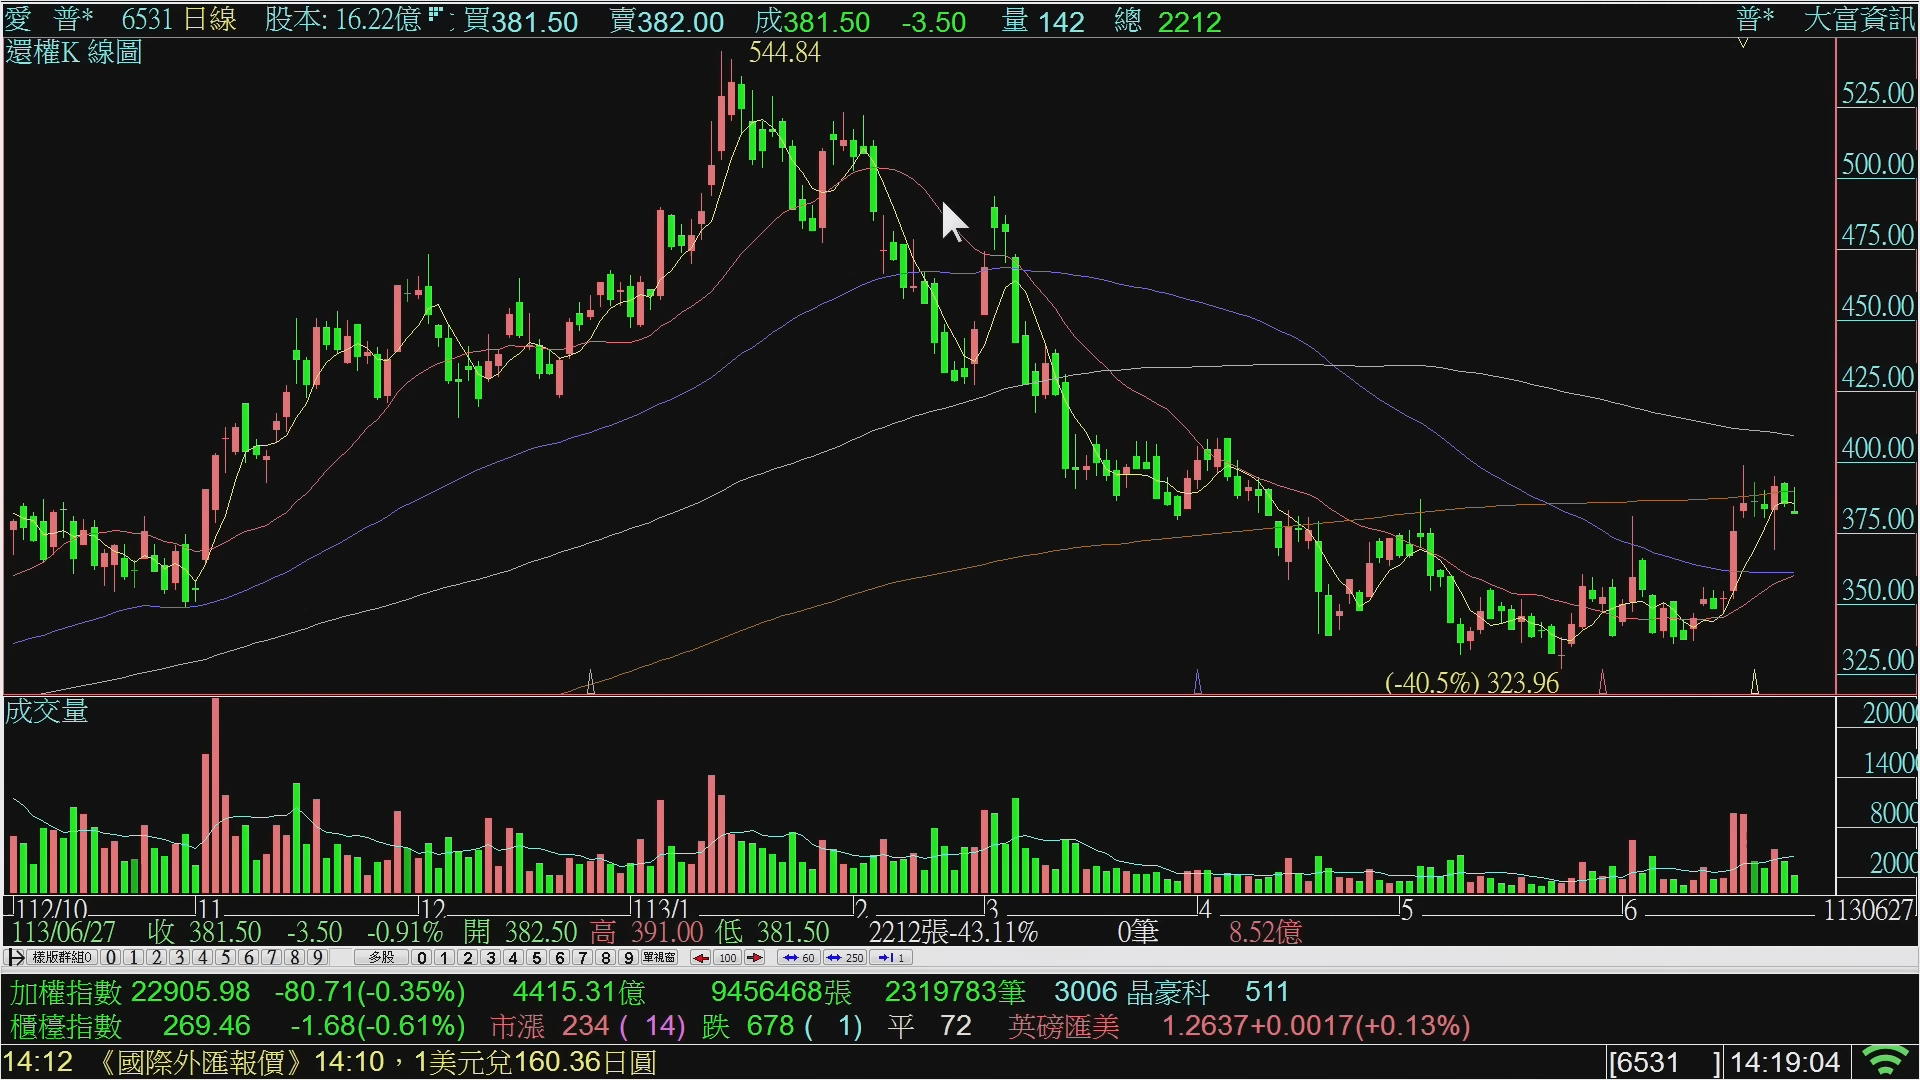 愛 普* 6531 日線 股本: 16.22億 買381.50 賣382.00 成381.50 -3.50 量 142 總 2212 普* 大富資訊
還權K 線圖
544.84
525.00
500.00
475.00
450.00
425.00
400.00
375.00
350.00
325.00
(-40.5%) 323.96
成交量
20000
14000
8000
2000
112/10 11 12 113/1 2 3 4 5 6 1130627
113/06/27 收 381.50 -3.50 -0.91% 開 382.50 高 391.00 低 381.50 2212張-43.11% 0筆 8.52億
樣版群組0 0 1 2 3 4 5 6 7 8 9 多股 0 1 2 3 4 5 6 7 8 9 單視窗 100 60 250 1
加權指數 22905.98 -80.71(-0.35%) 4415.31億 9456468張 2319783筆 3006 晶豪科 511
櫃檯指數 269.46 -1.68(-0.61%) 市漲 234 ( 14) 跌 678 ( 1) 平 72 英磅匯美 1.2637+0.0017(+0.13%)
14:12 《國際外匯報價》14:10，1美元兌160.36日圓 [6531 ] 14:19:04